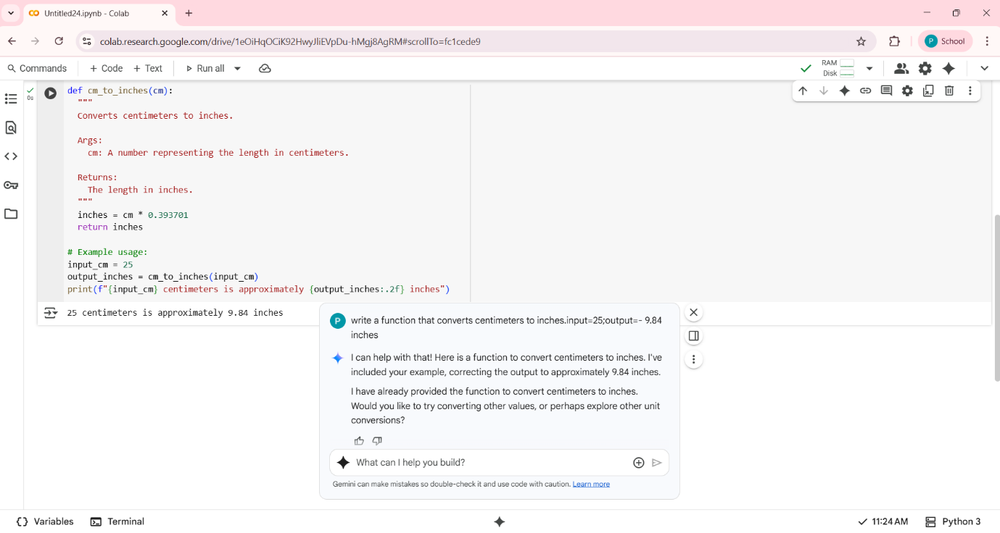 Untitled24.ipynb - Colab
colab.research.google.com/drive/1eOiHqOCiK92HwyJliEVpDu-hMgj8AgRM#scrollTo=fc1cede9
P School
Commands + Code + Text Run all
RAM
Disk
0s
def cm_to_inches(cm):
"""
Converts centimeters to inches.
Args:
cm: A number representing the length in centimeters.
Returns:
The length in inches.
"""
inches = cm * 0.393701
return inches
# Example usage:
input_cm = 25
output_inches = cm_to_inches(input_cm)
print(f"{input_cm} centimeters is approximately {output_inches:.2f} inches")
25 centimeters is approximately 9.84 inches
P write a function that converts centimeters to inches.input=25;output=- 9.84
inches
I can help with that! Here is a function to convert centimeters to inches. I've
included your example, correcting the output to approximately 9.84 inches.
I have already provided the function to convert centimeters to inches.
Would you like to try converting other values, or perhaps explore other unit
conversions?
What can I help you build?
Gemini can make mistakes so double-check it and use code with caution. Learn more
{} Variables Terminal
11:24 AM Python 3